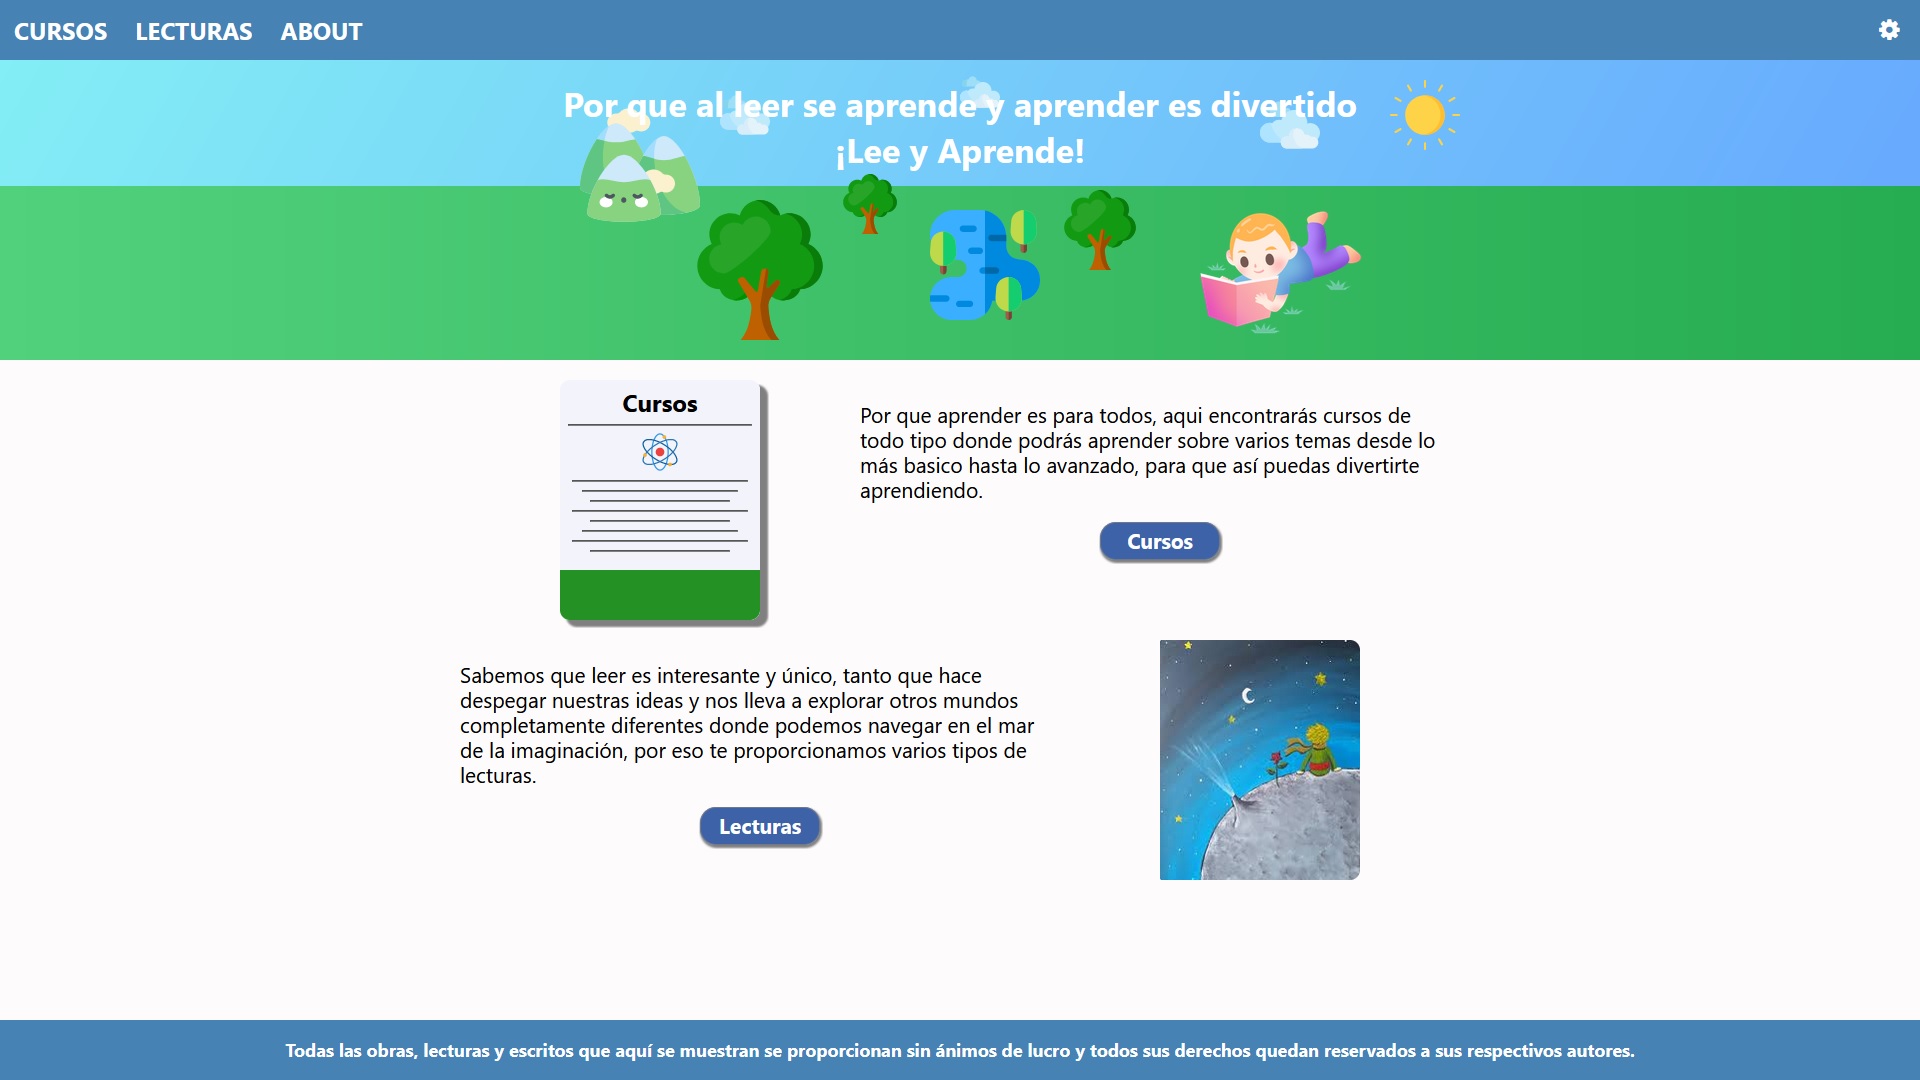 CURSOS LECTURAS ABOUT
Por que al leer se aprende y aprender es divertido
¡Lee y Aprende!
Cursos
Por que aprender es para todos, aqui encontrarás cursos de
todo tipo donde podrás aprender sobre varios temas desde lo
más basico hasta lo avanzado, para que así puedas divertirte
aprendiendo.
Cursos
Sabemos que leer es interesante y único, tanto que hace
despegar nuestras ideas y nos lleva a explorar otros mundos
completamente diferentes donde podemos navegar en el mar
de la imaginación, por eso te proporcionamos varios tipos de
lecturas.
Lecturas
Todas las obras, lecturas y escritos que aquí se muestran se proporcionan sin ánimos de lucro y todos sus derechos quedan reservados a sus respectivos autores.